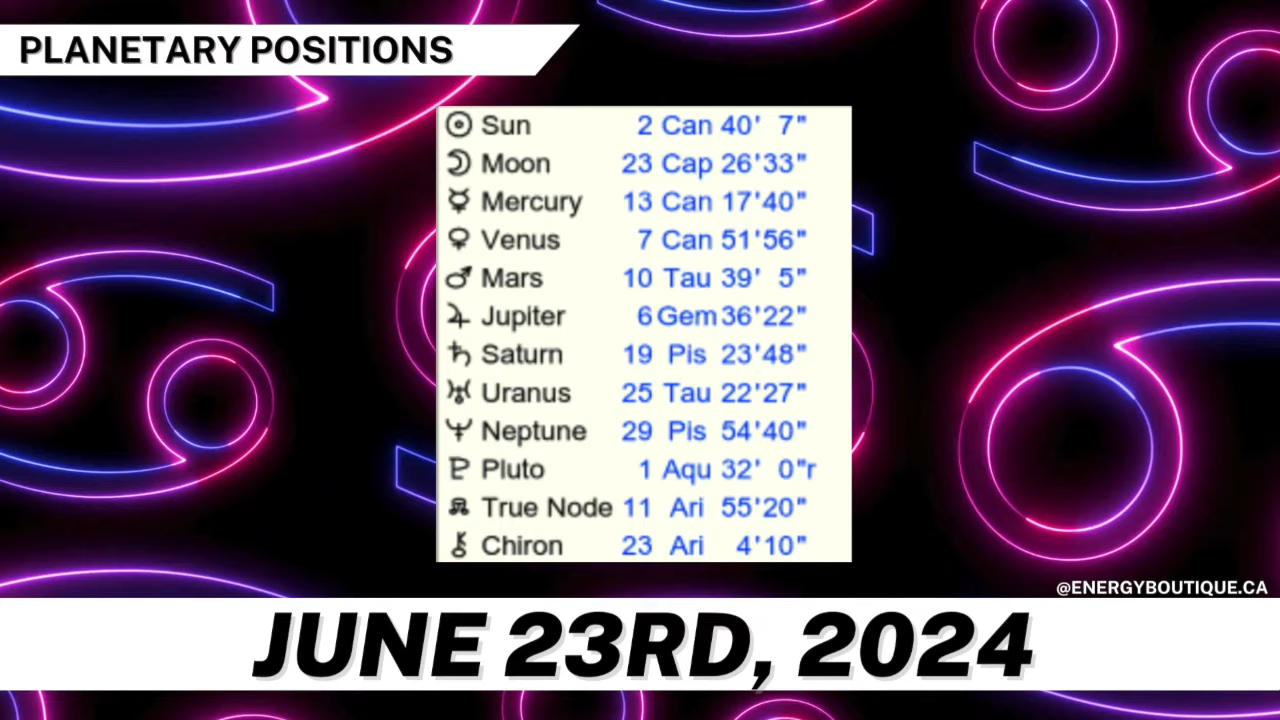 PLANETARY POSITIONS
Sun 2 Can 40' 7"
Moon 23 Cap 26'33"
Mercury 13 Can 17'40"
Venus 7 Can 51'56"
Mars 10 Tau 39' 5"
Jupiter 6 Gem 36'22"
Saturn 19 Pis 23'48"
Uranus 25 Tau 22'27"
Neptune 29 Pis 54'40"
Pluto 1 Aqu 32' 0"r
True Node 11 Ari 55'20"
Chiron 23 Ari 4'10"
@ENERGYBOUTIQUE.CA
JUNE 23RD, 2024